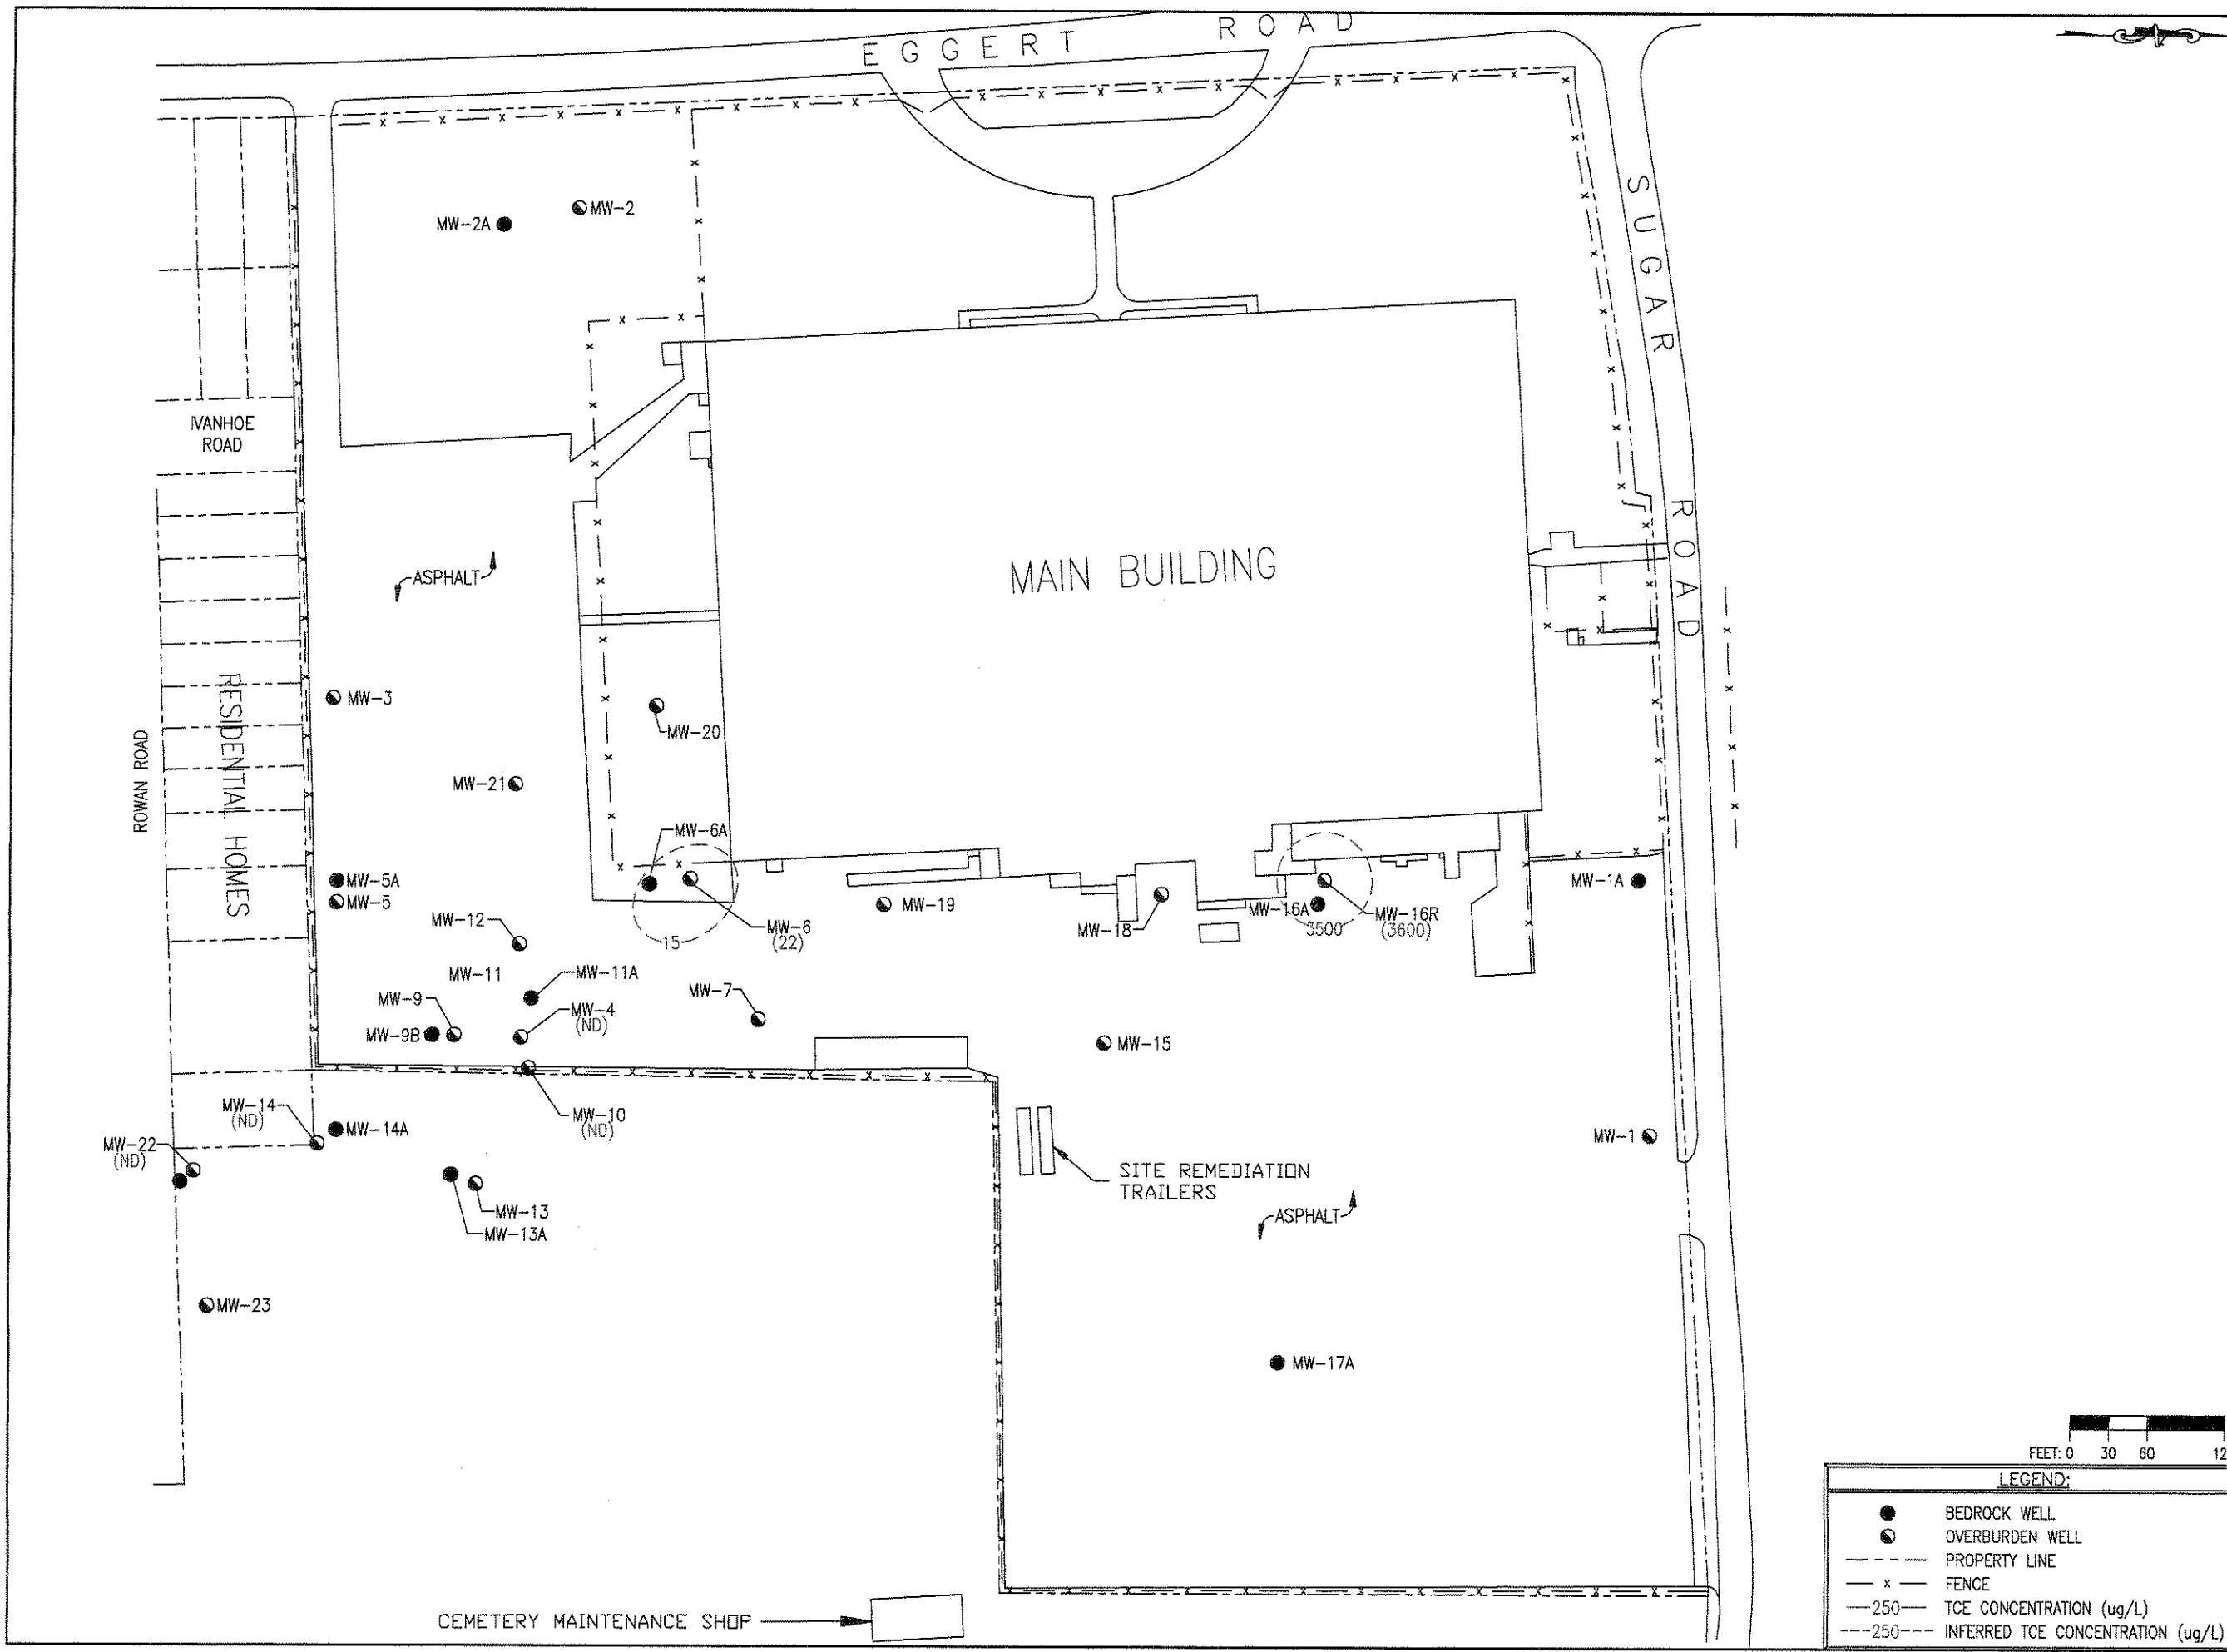 EGGERT ROAD
SUGAR ROAD
MW-2A
MW-2
IVANHOE
ROAD
ASPHALT
MAIN BUILDING
RESIDENTIAL HOMES
ROWAN ROAD
MW-3
MW-20
MW-21
MW-6A
MW-5A
MW-5
MW-12
MW-6
(22)
15
MW-19
MW-18
MW-16A
MW-16R
(3600)
3500
MW-1A
MW-11
MW-11A
MW-9
MW-4
(ND)
MW-7
MW-9B
MW-15
MW-14
(ND)
MW-10
(ND)
MW-14A
MW-22
(ND)
MW-1
SITE REMEDIATION
TRAILERS
MW-13
MW-13A
ASPHALT
MW-23
MW-17A
FEET: 0 30 60 12
LEGEND:
BEDROCK WELL
OVERBURDEN WELL
PROPERTY LINE
x FENCE
250 TCE CONCENTRATION (ug/L)
250 INFERRED TCE CONCENTRATION (ug/L)
CEMETERY MAINTENANCE SHOP